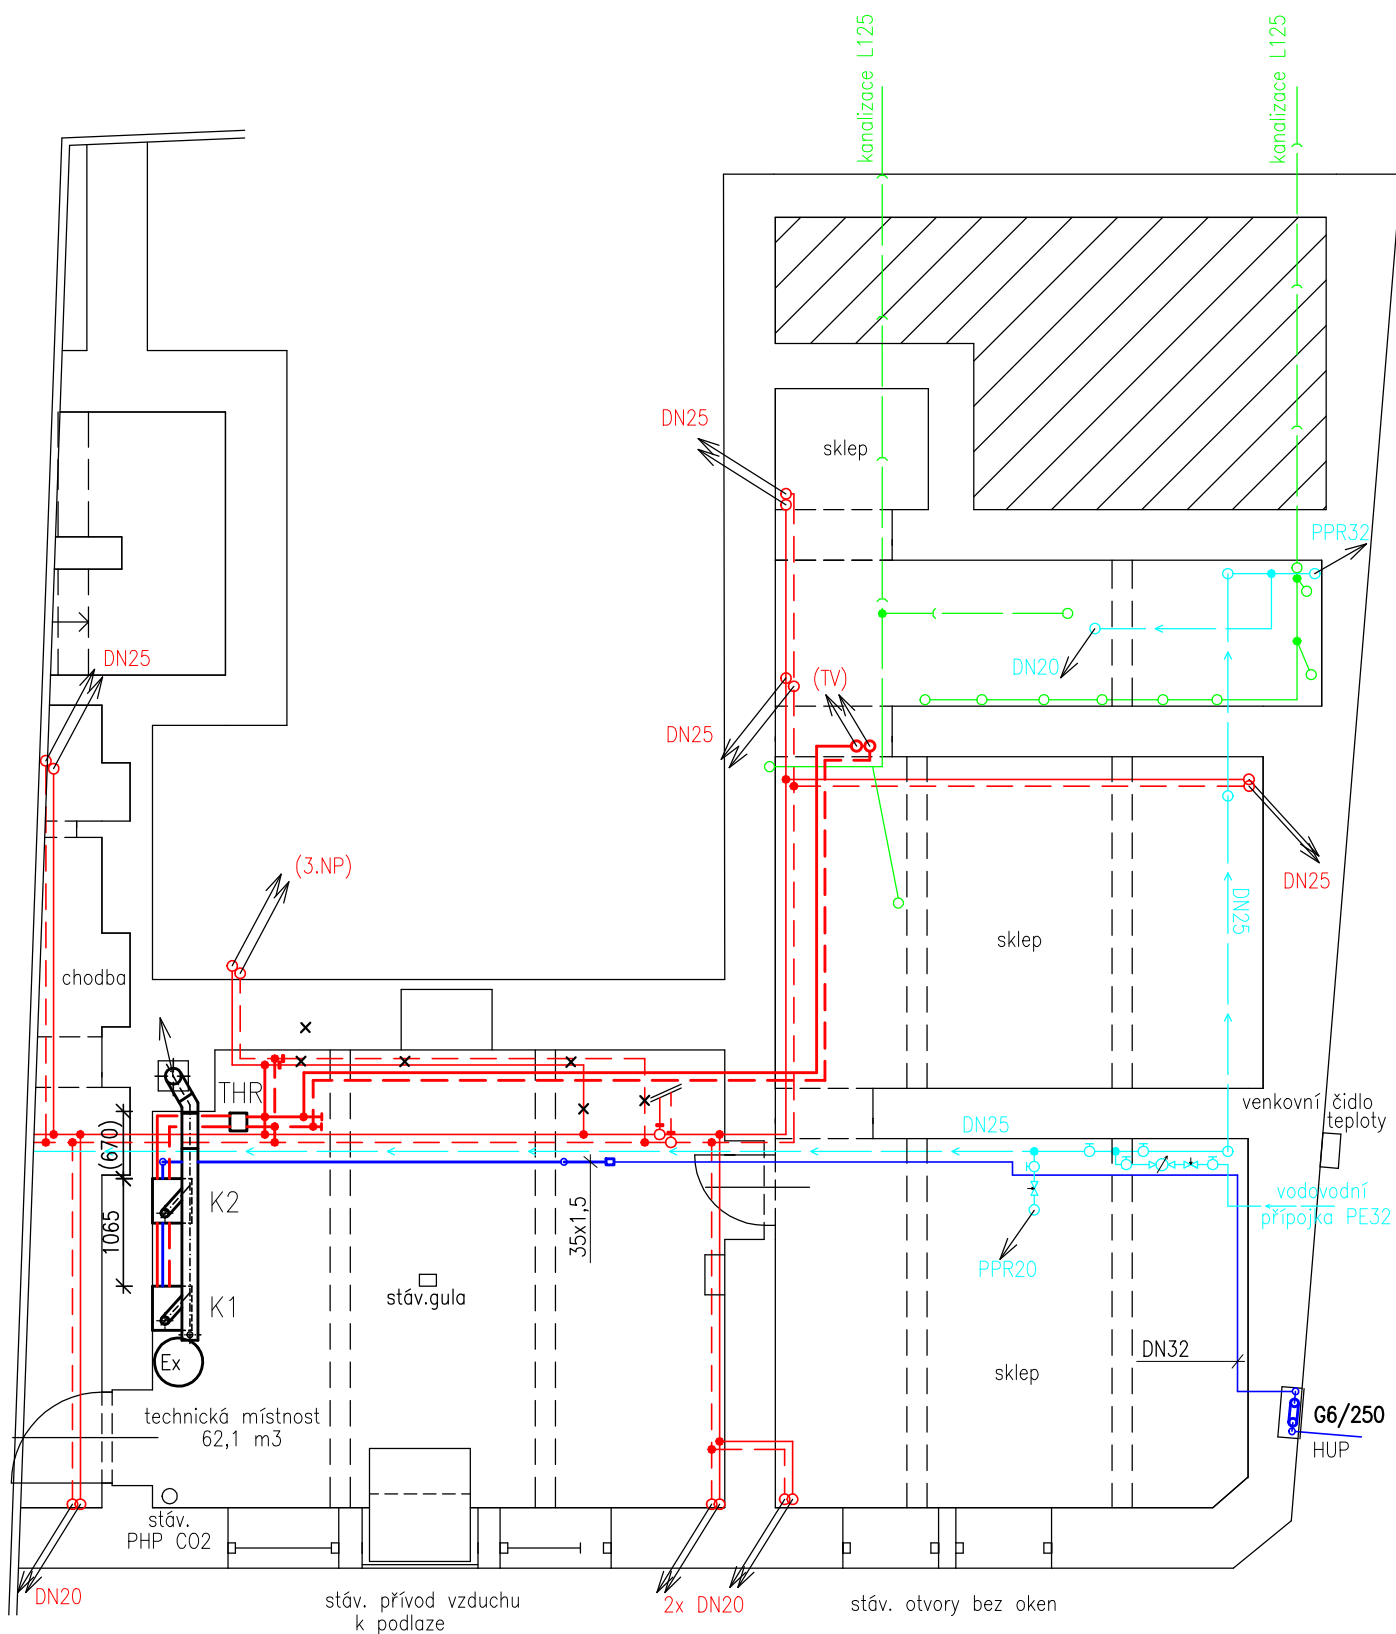 kanalizace L125
kanalizace L125
DN25
sklep
PPR32
DN25
(TV)
DN20
DN25
(3.NP)
DN25
DN25
sklep
chodba
THR
venkovní čidlo
teploty
DN25
(670)
K2
1065
35x1,5
vodovodní
přípojka PE32
PPR20
stáv.gula
K1
DN32
Ex
sklep
technická místnost
62,1 m3
G6/250
HUP
stáv.
PHP CO2
DN20
stáv. přívod vzduchu
k podlaze
2x DN20
stáv. otvory bez oken